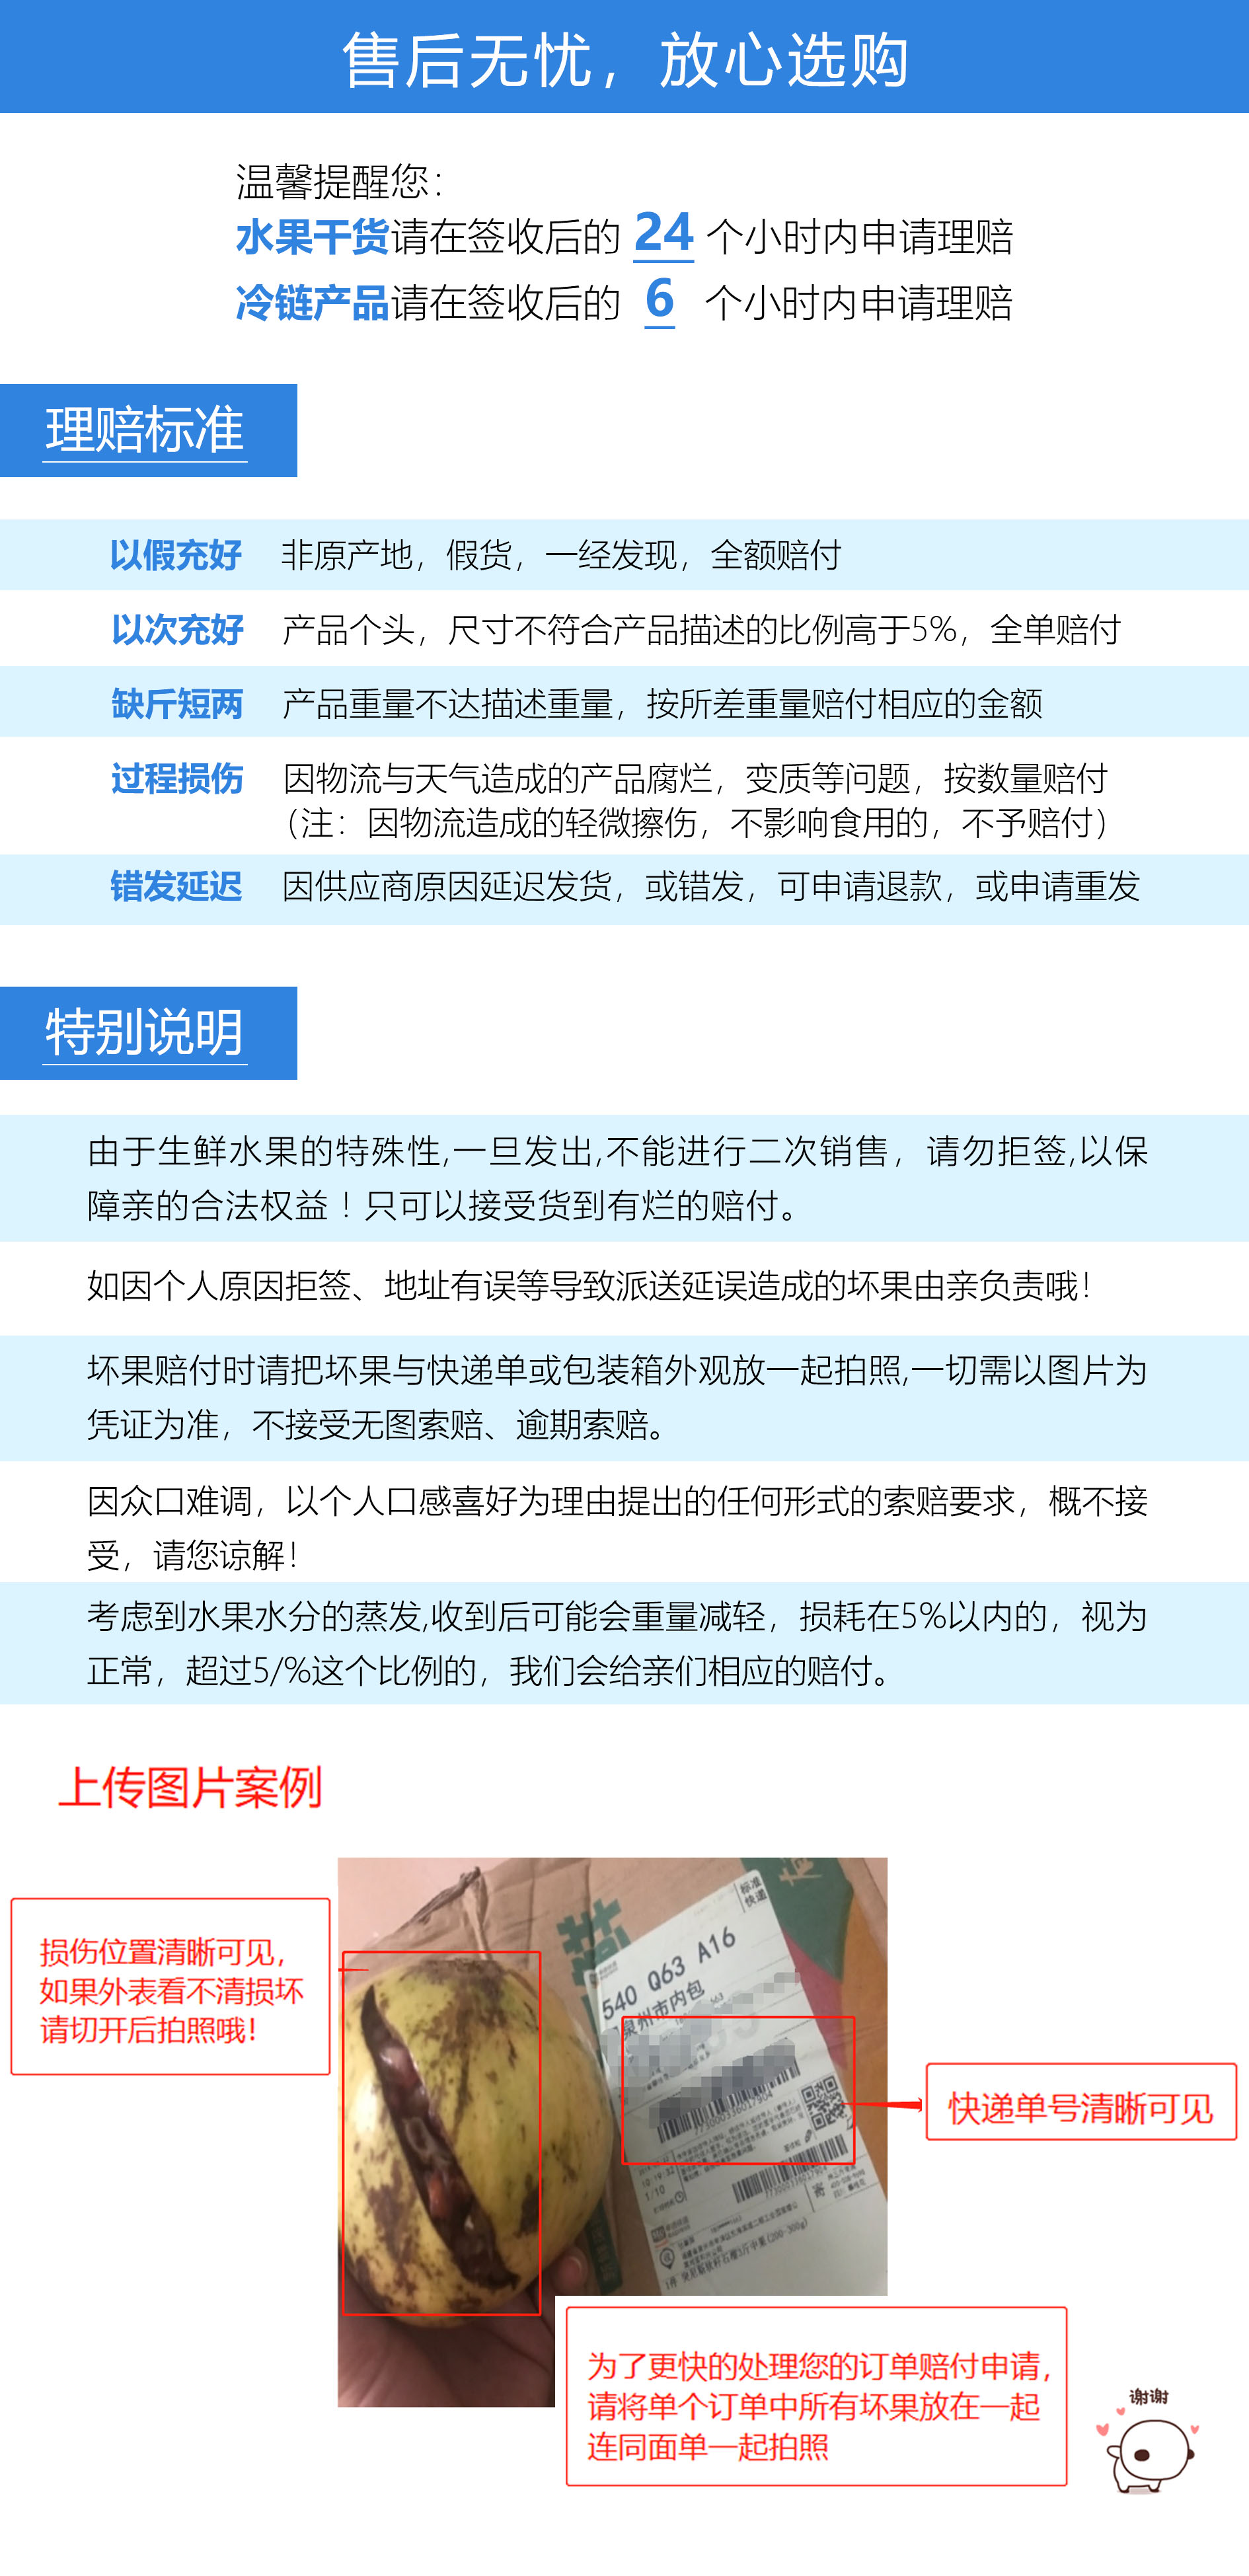 售后无忧，放心选购
温馨提醒您：
水果干货请在签收后的 24 个小时内申请理赔
冷链产品请在签收后的 6 个小时内申请理赔
理赔标准
以假充好 非原产地，假货，一经发现，全额赔付
以次充好 产品个头，尺寸不符合产品描述的比例高于5%，全单赔付
缺斤短两 产品重量不达描述重量，按所差重量赔付相应的金额
过程损伤 因物流与天气造成的产品腐烂，变质等问题，按数量赔付
（注：因物流造成的轻微擦伤，不影响食用的，不予赔付）
错发延迟 因供应商原因延迟发货，或错发，可申请退款，或申请重发
特别说明
由于生鲜水果的特殊性,一旦发出,不能进行二次销售，请勿拒签,以保
障亲的合法权益！只可以接受货到有烂的赔付。
如因个人原因拒签、地址有误等导致派送延误造成的坏果由亲负责哦！
坏果赔付时请把坏果与快递单或包装箱外观放一起拍照,一切需以图片为
凭证为准，不接受无图索赔、逾期索赔。
因众口难调，以个人口感喜好为理由提出的任何形式的索赔要求，概不接
受，请您谅解！
考虑到水果水分的蒸发,收到后可能会重量减轻，损耗在5%以内的，视为
正常，超过5/%这个比例的，我们会给亲们相应的赔付。
上传图片案例
损伤位置清晰可见，
如果外表看不清损坏
请切开后拍照哦！
标准
快递
540 Q63 A16
泉州市内包
快递单号清晰可见
为了更快的处理您的订单赔付申请，
请将单个订单中所有坏果放在一起
连同面单一起拍照
谢谢